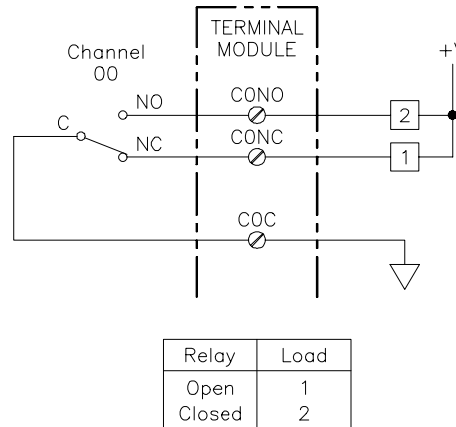 TERMINAL
MODULE
Channel
00
+V
NO
C0NO
2
C
NC
C0NC
1
C0C
Relay Load
Open 1
Closed 2